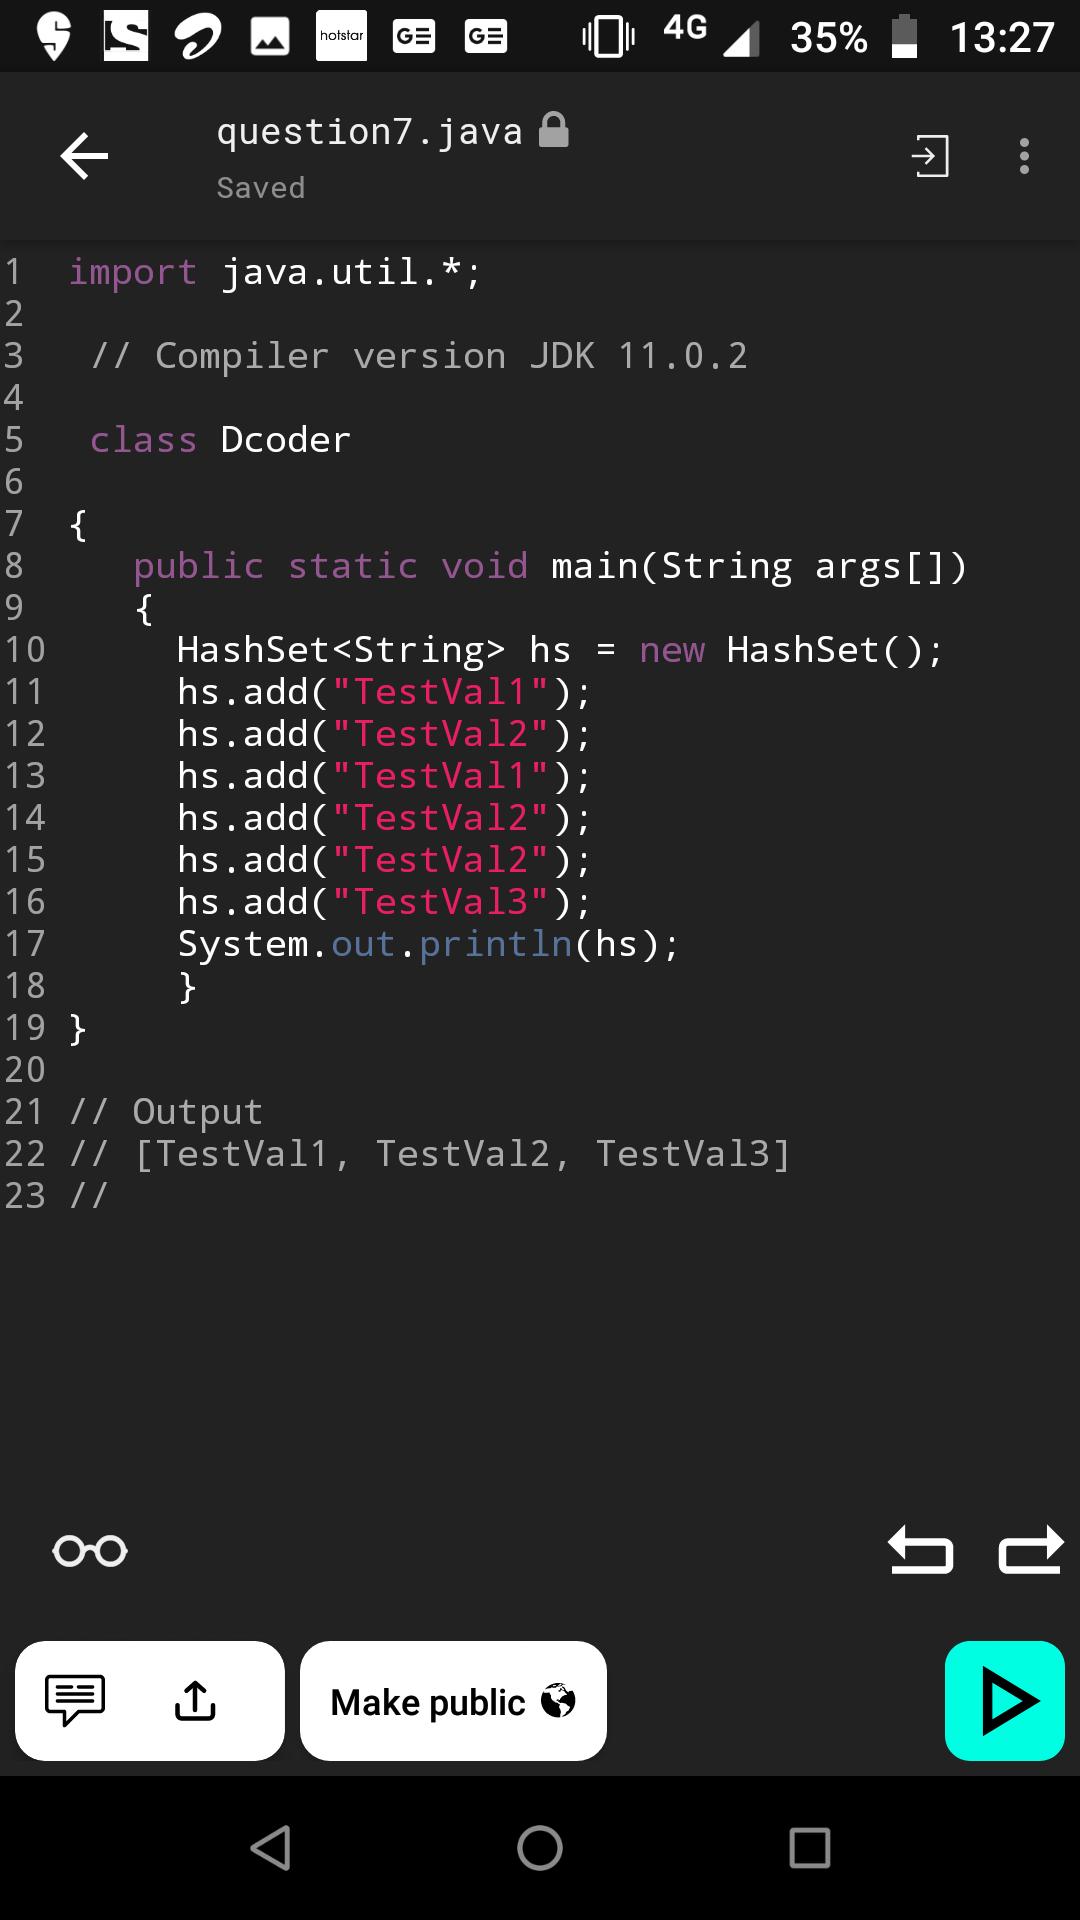 hotstar GE GE 4G 35% 13:27
question7.java
Saved
1 import java.util.*;
2
3 // Compiler version JDK 11.0.2
4
5 class Dcoder
6
7 {
8 public static void main(String args[])
9 {
10 HashSet<String> hs = new HashSet();
11 hs.add("TestVal1");
12 hs.add("TestVal2");
13 hs.add("TestVal1");
14 hs.add("TestVal2");
15 hs.add("TestVal2");
16 hs.add("TestVal3");
17 System.out.println(hs);
18 }
19 }
20
21 // Output
22 // [TestVal1, TestVal2, TestVal3]
23 //
Make public